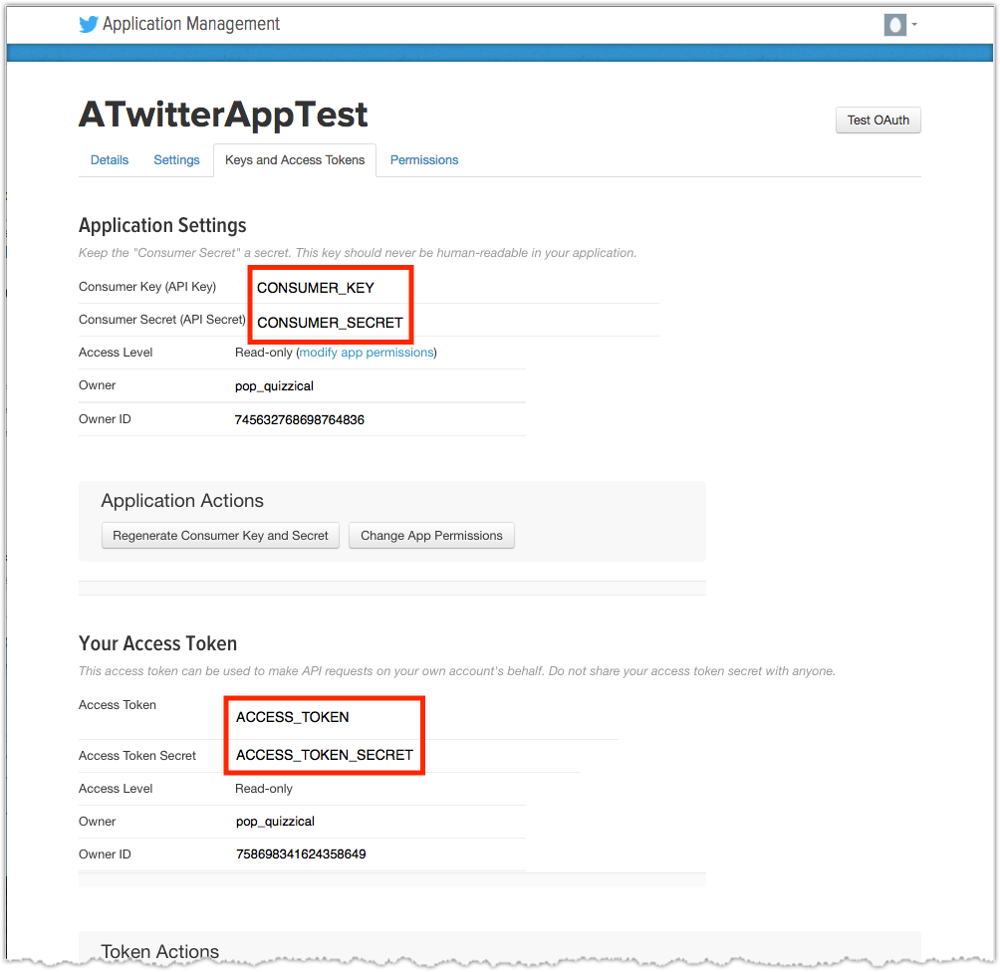 Application Management
ATwitterAppTest
Test OAuth
Details Settings Keys and Access Tokens Permissions
Application Settings
Keep the "Consumer Secret" a secret. This key should never be human-readable in your application.
Consumer Key (API Key) CONSUMER_KEY
Consumer Secret (API Secret) CONSUMER_SECRET
Access Level Read-only (modify app permissions)
Owner pop_quizzical
Owner ID 745632768698764836
Application Actions
Regenerate Consumer Key and Secret Change App Permissions
Your Access Token
This access token can be used to make API requests on your own account's behalf. Do not share your access token secret with anyone.
Access Token ACCESS_TOKEN
Access Token Secret ACCESS_TOKEN_SECRET
Access Level Read-only
Owner pop_quizzical
Owner ID 758698341624358649
Token Actions